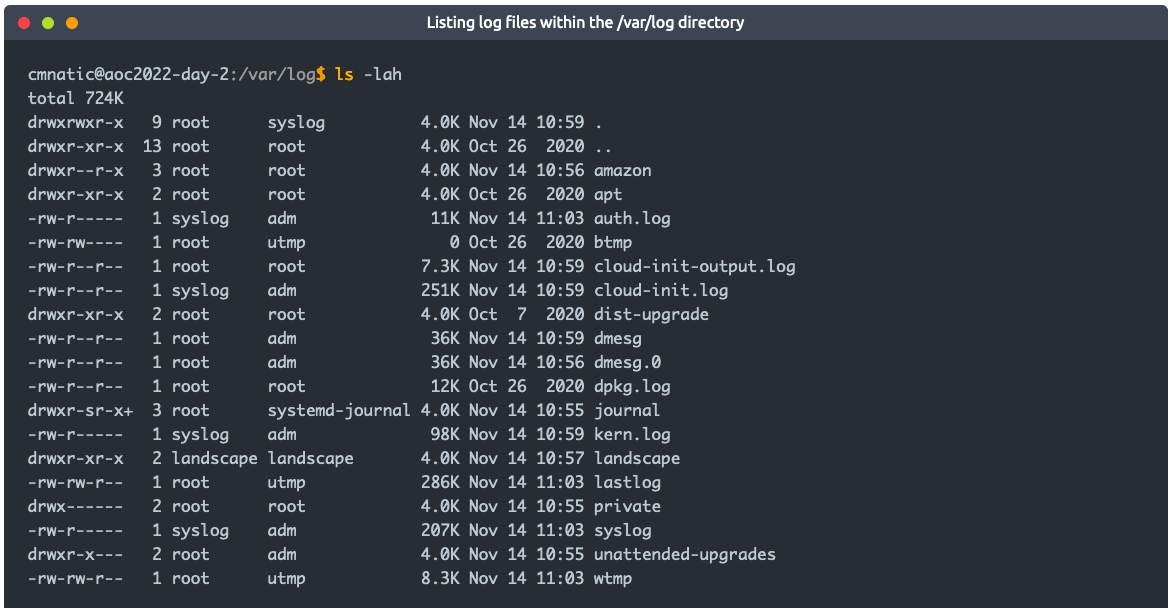 Listing log files within the /var/log directory
cmnatic@aoc2022-day-2:/var/log$ ls -lah
total 724K
drwxrwxr-x   9 root      syslog          4.0K Nov 14 10:59 .
drwxr-xr-x  13 root      root            4.0K Oct 26  2020 ..
drwxr--r-x   3 root      root            4.0K Nov 14 10:56 amazon
drwxr-xr-x   2 root      root            4.0K Oct 26  2020 apt
-rw-r-----   1 syslog    adm              11K Nov 14 11:03 auth.log
-rw-rw----   1 root      utmp               0 Oct 26  2020 btmp
-rw-r--r--   1 root      root            7.3K Nov 14 10:59 cloud-init-output.log
-rw-r--r--   1 syslog    adm             251K Nov 14 10:59 cloud-init.log
drwxr-xr-x   2 root      root            4.0K Oct  7  2020 dist-upgrade
-rw-r--r--   1 root      adm              36K Nov 14 10:59 dmesg
-rw-r--r--   1 root      adm              36K Nov 14 10:56 dmesg.0
-rw-r--r--   1 root      root             12K Oct 26  2020 dpkg.log
drwxr-sr-x+  3 root      systemd-journal 4.0K Nov 14 10:55 journal
-rw-r-----   1 syslog    adm              98K Nov 14 10:59 kern.log
drwxr-xr-x   2 landscape landscape       4.0K Nov 14 10:57 landscape
-rw-rw-r--   1 root      utmp            286K Nov 14 11:03 lastlog
drwx------   2 root      root            4.0K Nov 14 10:55 private
-rw-r-----   1 syslog    adm             207K Nov 14 11:03 syslog
drwxr-x---   2 root      adm             4.0K Nov 14 10:55 unattended-upgrades
-rw-rw-r--   1 root      utmp            8.3K Nov 14 11:03 wtmp